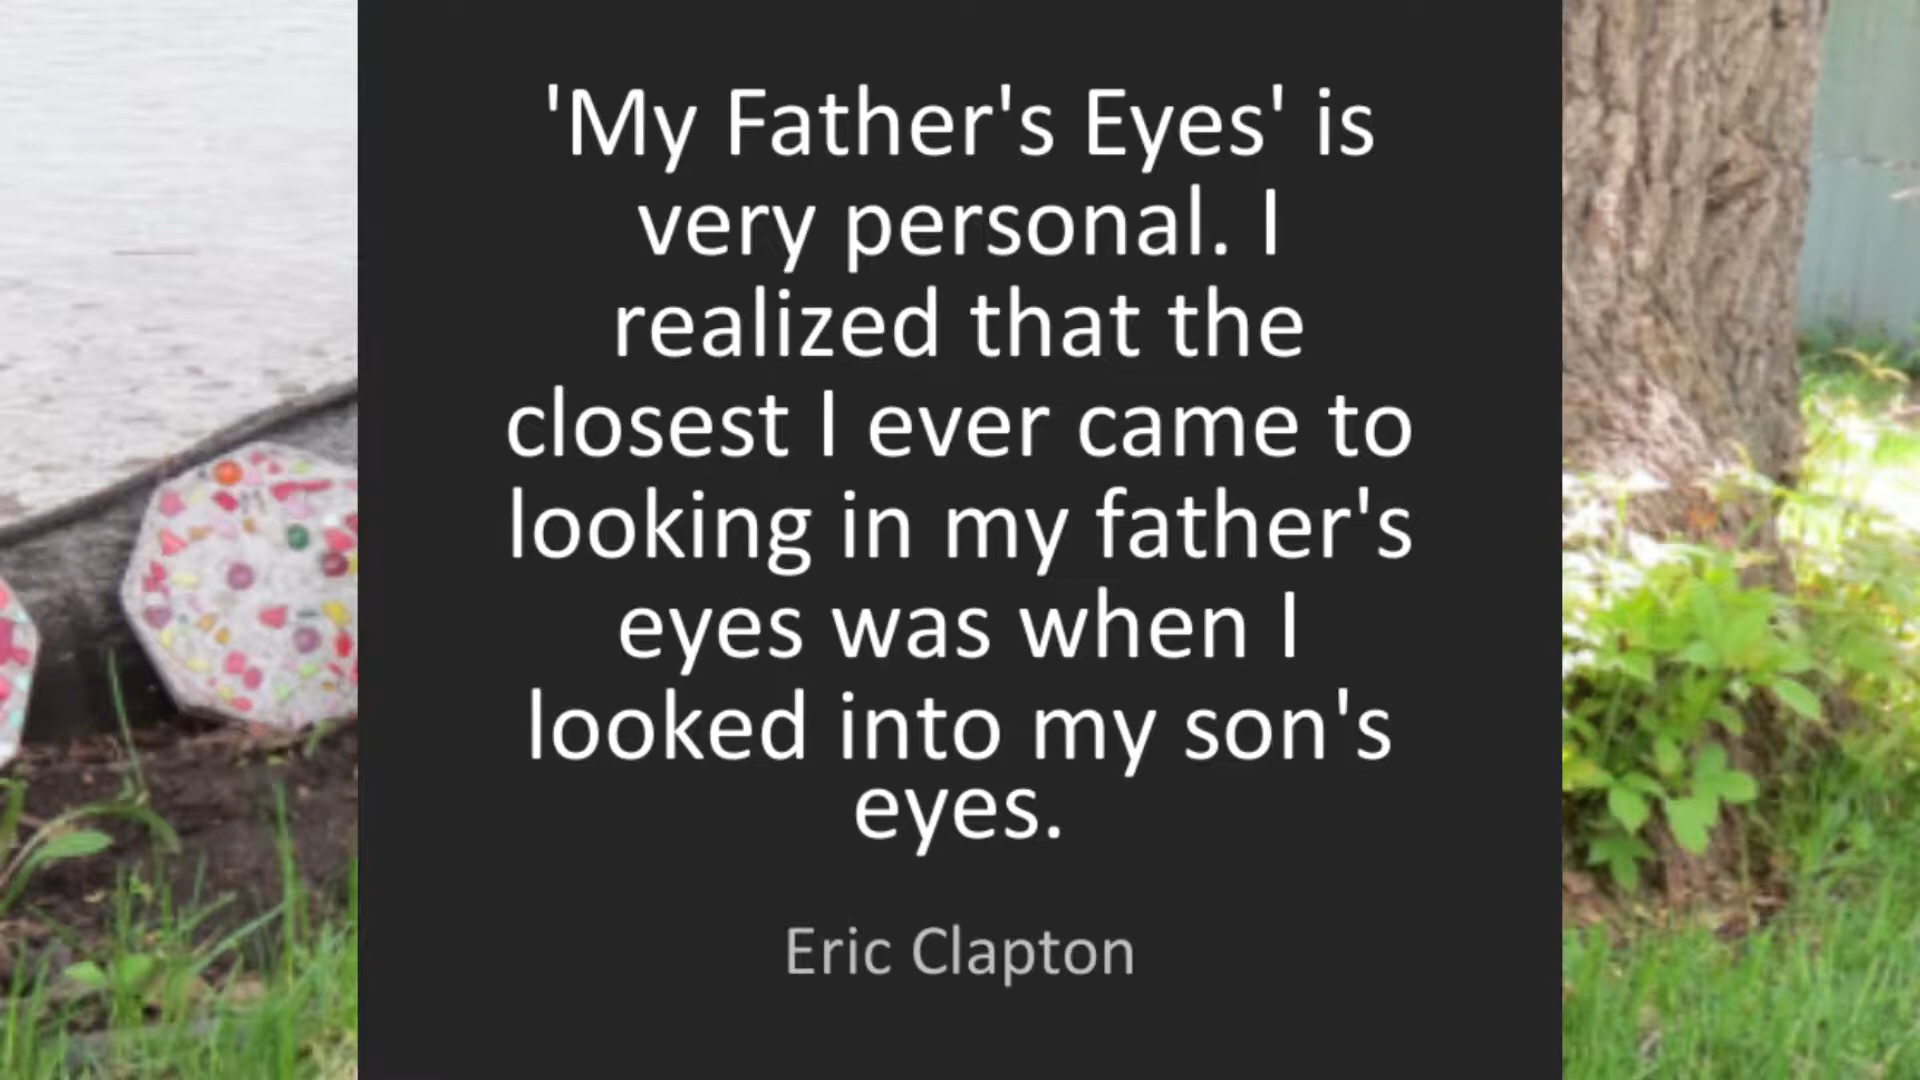 'My Father's Eyes' is
very personal. I
realized that the
closest I ever came to
looking in my father's
eyes was when I
looked into my son's
eyes.
Eric Clapton